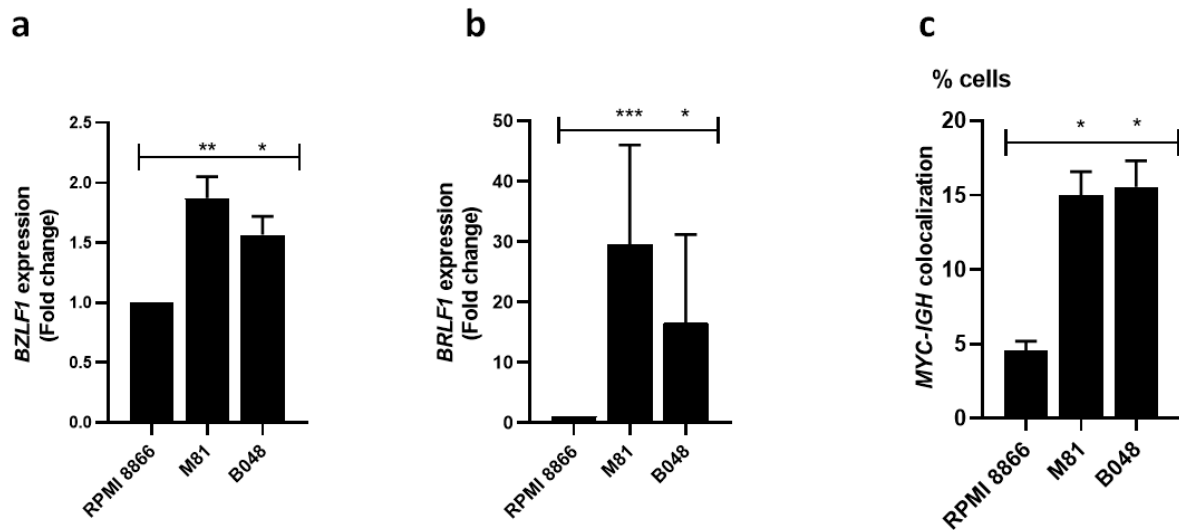 a
BZLF1 expression
(Fold change)
2.5
2.0
1.5
1.0
0.5
0.0
** *
RPMI 8866
M81
B048
b
BRLF1 expression
(Fold change)
50
40
30
20
10
0
*** *
RPMI 8866
M81
B048
c
% cells
MYC-IGH colocalization
20
15
10
5
0
* *
RPMI 8866
M81
B048